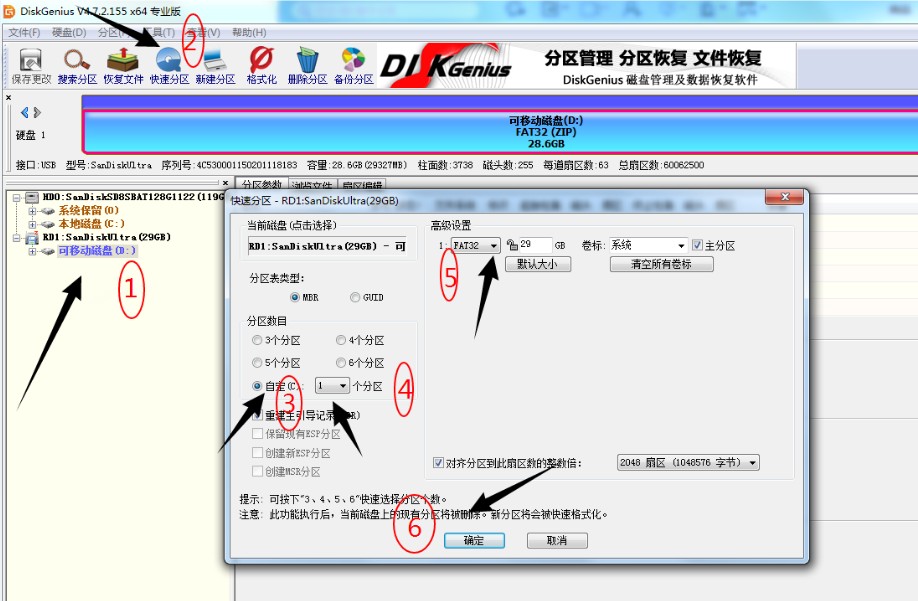 DiskGenius V4.7.2.155 x64 专业版
文件(F) 硬盘(D) 分区 工具(T) 查看(V) 帮助(H)
2
保存更改 搜索分区 恢复文件 快速分区 新建分区 格式化 删除分区 备份分区
DISKGenius
分区管理 分区恢复 文件恢复
DiskGenius 磁盘管理及数据恢复软件
硬盘 1
可移动磁盘(D:)
FAT32 (ZIP)
28.6GB
接口:USB 型号:SanDiskUltra 序列号:4C530001150201118183 容量:28.6GB(29327MB) 柱面数:3738 磁头数:255 每道扇区数:63 总扇区数:60062500
HD0:SanDiskSD8SBAT128G1122(119G
系统保留(0)
本地磁盘(C:)
RD1:SanDiskUltra(29GB)
可移动磁盘(D:)
1
分区参数 浏览文件 扇区编辑
快速分区 - RD1:SanDiskUltra(29GB)
当前磁盘(点击选择)
RD1:SanDiskUltra(29GB) - 可
分区表类型:
MBR GUID
分区数目
3个分区 4个分区
5个分区 6个分区
自定(C): 1 个分区
3
4
重建主引导记录(MBR)
保留现有ESP分区
创建新ESP分区
创建MSR分区
高级设置
1: FAT32 29 GB 卷标: 系统 主分区
默认大小 清空所有卷标
5
对齐分区到此扇区数的整数倍: 2048 扇区 (1048576 字节)
提示: 可按下"3、4、5、6"快速选择分区个数。
注意: 此功能执行后,当前磁盘上的现有分区将被删除。新分区将会被快速格式化。
6
确定 取消